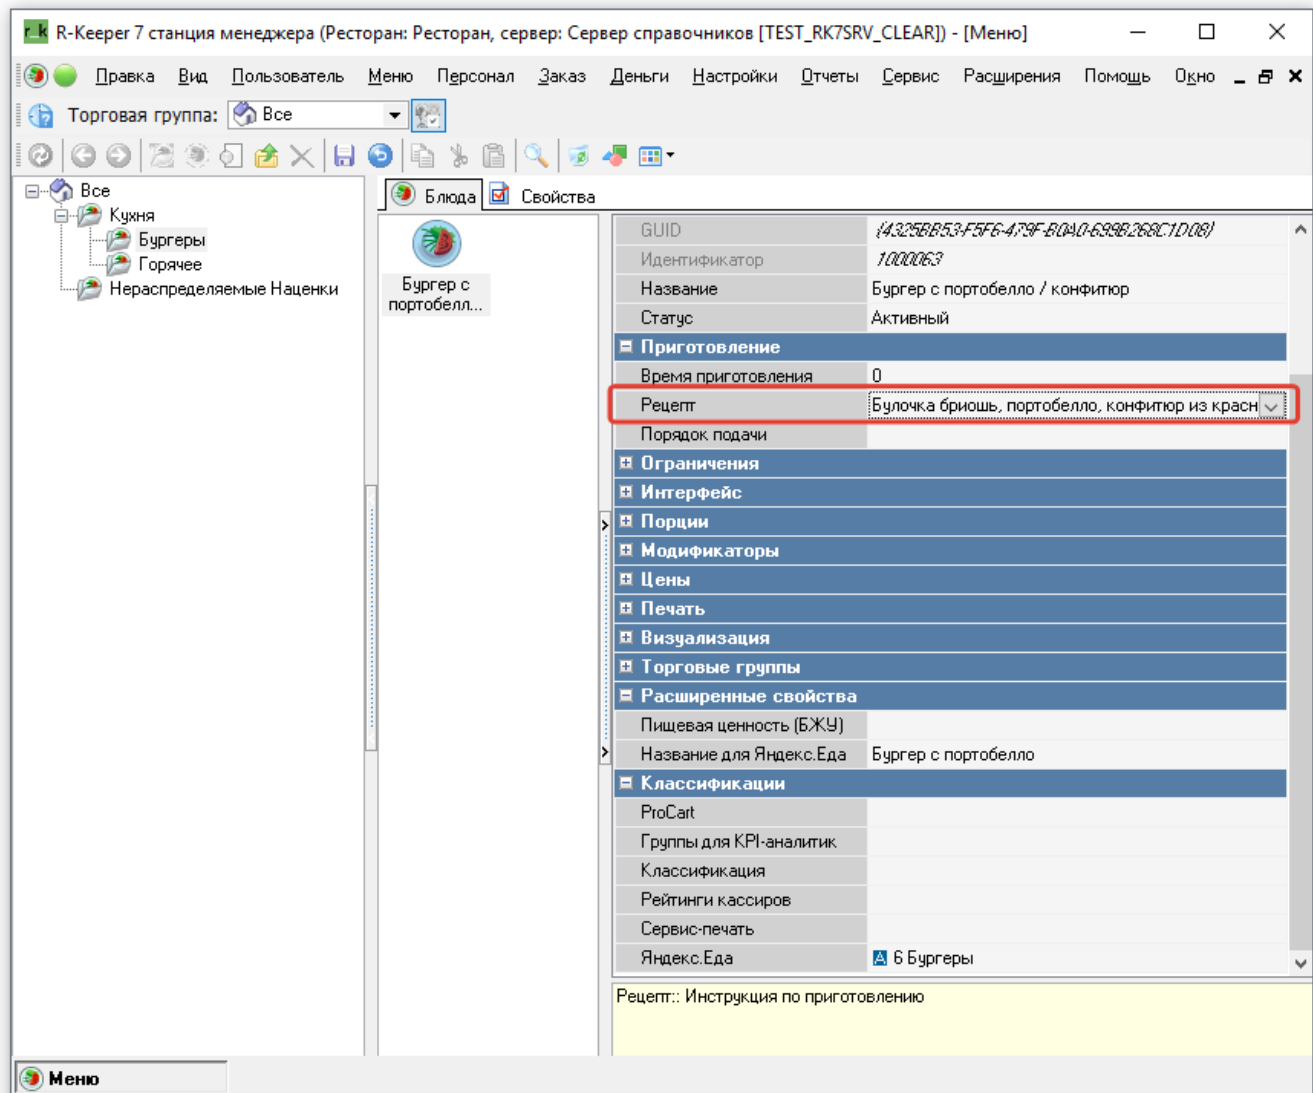 r_k R-Keeper 7 станция менеджера (Ресторан: Ресторан, сервер: Сервер справочников [TEST_RK7SRV_CLEAR]) - [Меню]
Правка Вид Пользователь Меню Персонал Заказ Деньги Настройки Отчеты Сервис Расширения Помощь Окно
Торговая группа: Все
Все
Кухня
Бургеры
Горячее
Нераспределяемые Наценки
Блюда Свойства
Бургер с
портобелл...
GUID {4325BB53-F5F6-479F-B0A0-699B268C1D08}
Идентификатор 1000063
Название Бургер с портобелло / конфитюр
Статус Активный
Приготовление
Время приготовления 0
Рецепт Булочка бриошь, портобелло, конфитюр из красн
Порядок подачи
Ограничения
Интерфейс
Порции
Модификаторы
Цены
Печать
Визуализация
Торговые группы
Расширенные свойства
Пищевая ценность (БЖУ)
Название для Яндекс.Еда Бургер с портобелло
Классификации
ProCart
Группы для KPI-аналитик
Классификация
Рейтинги кассиров
Сервис-печать
Яндекс.Еда 6 Бургеры
Рецепт:: Инструкция по приготовлению
Меню